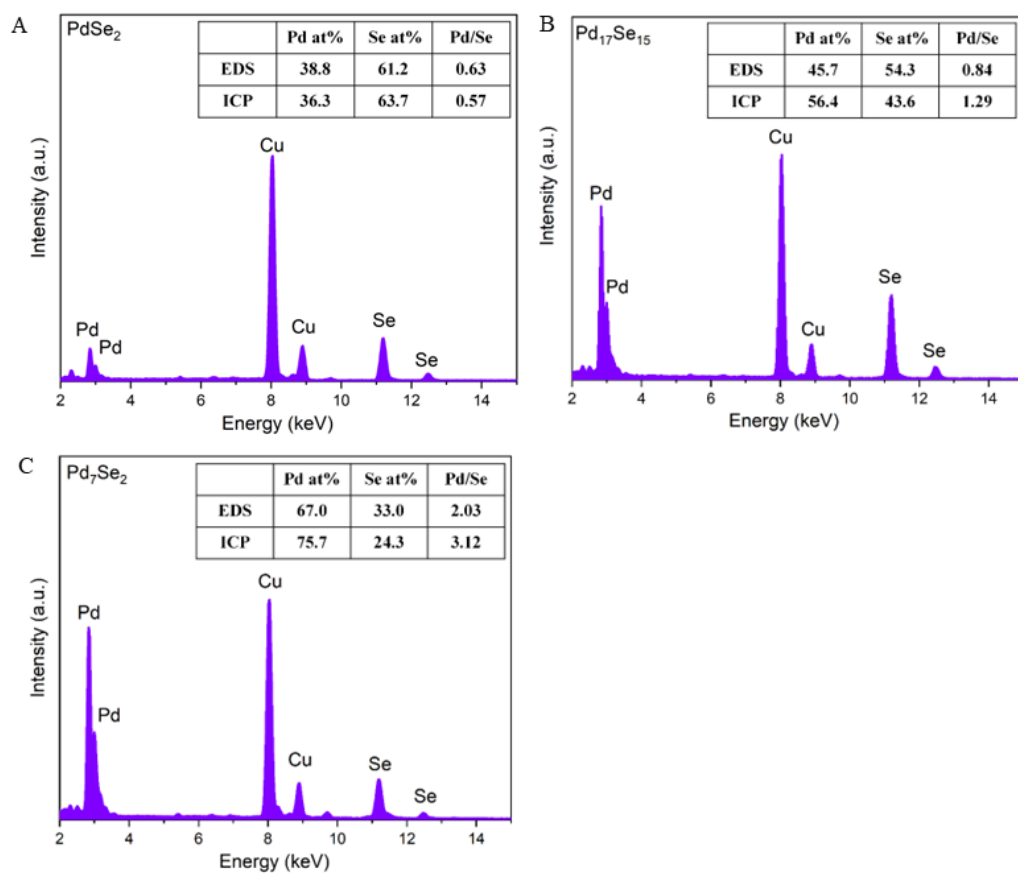 A
PdSe₂
Pd at% Se at% Pd/Se
EDS 38.8 61.2 0.63
ICP 36.3 63.7 0.57
Cu
Pd
Pd
Cu
Se
Se
Intensity (a.u.)
2 4 6 8 10 12 14
Energy (keV)
B
Pd₁₇Se₁₅
Pd at% Se at% Pd/Se
EDS 45.7 54.3 0.84
ICP 56.4 43.6 1.29
Cu
Pd
Pd
Cu
Se
Se
Intensity (a.u.)
2 4 6 8 10 12 14
Energy (keV)
C
Pd₇Se₂
Pd at% Se at% Pd/Se
EDS 67.0 33.0 2.03
ICP 75.7 24.3 3.12
Cu
Pd
Pd
Cu
Se
Se
Intensity (a.u.)
2 4 6 8 10 12 14
Energy (keV)